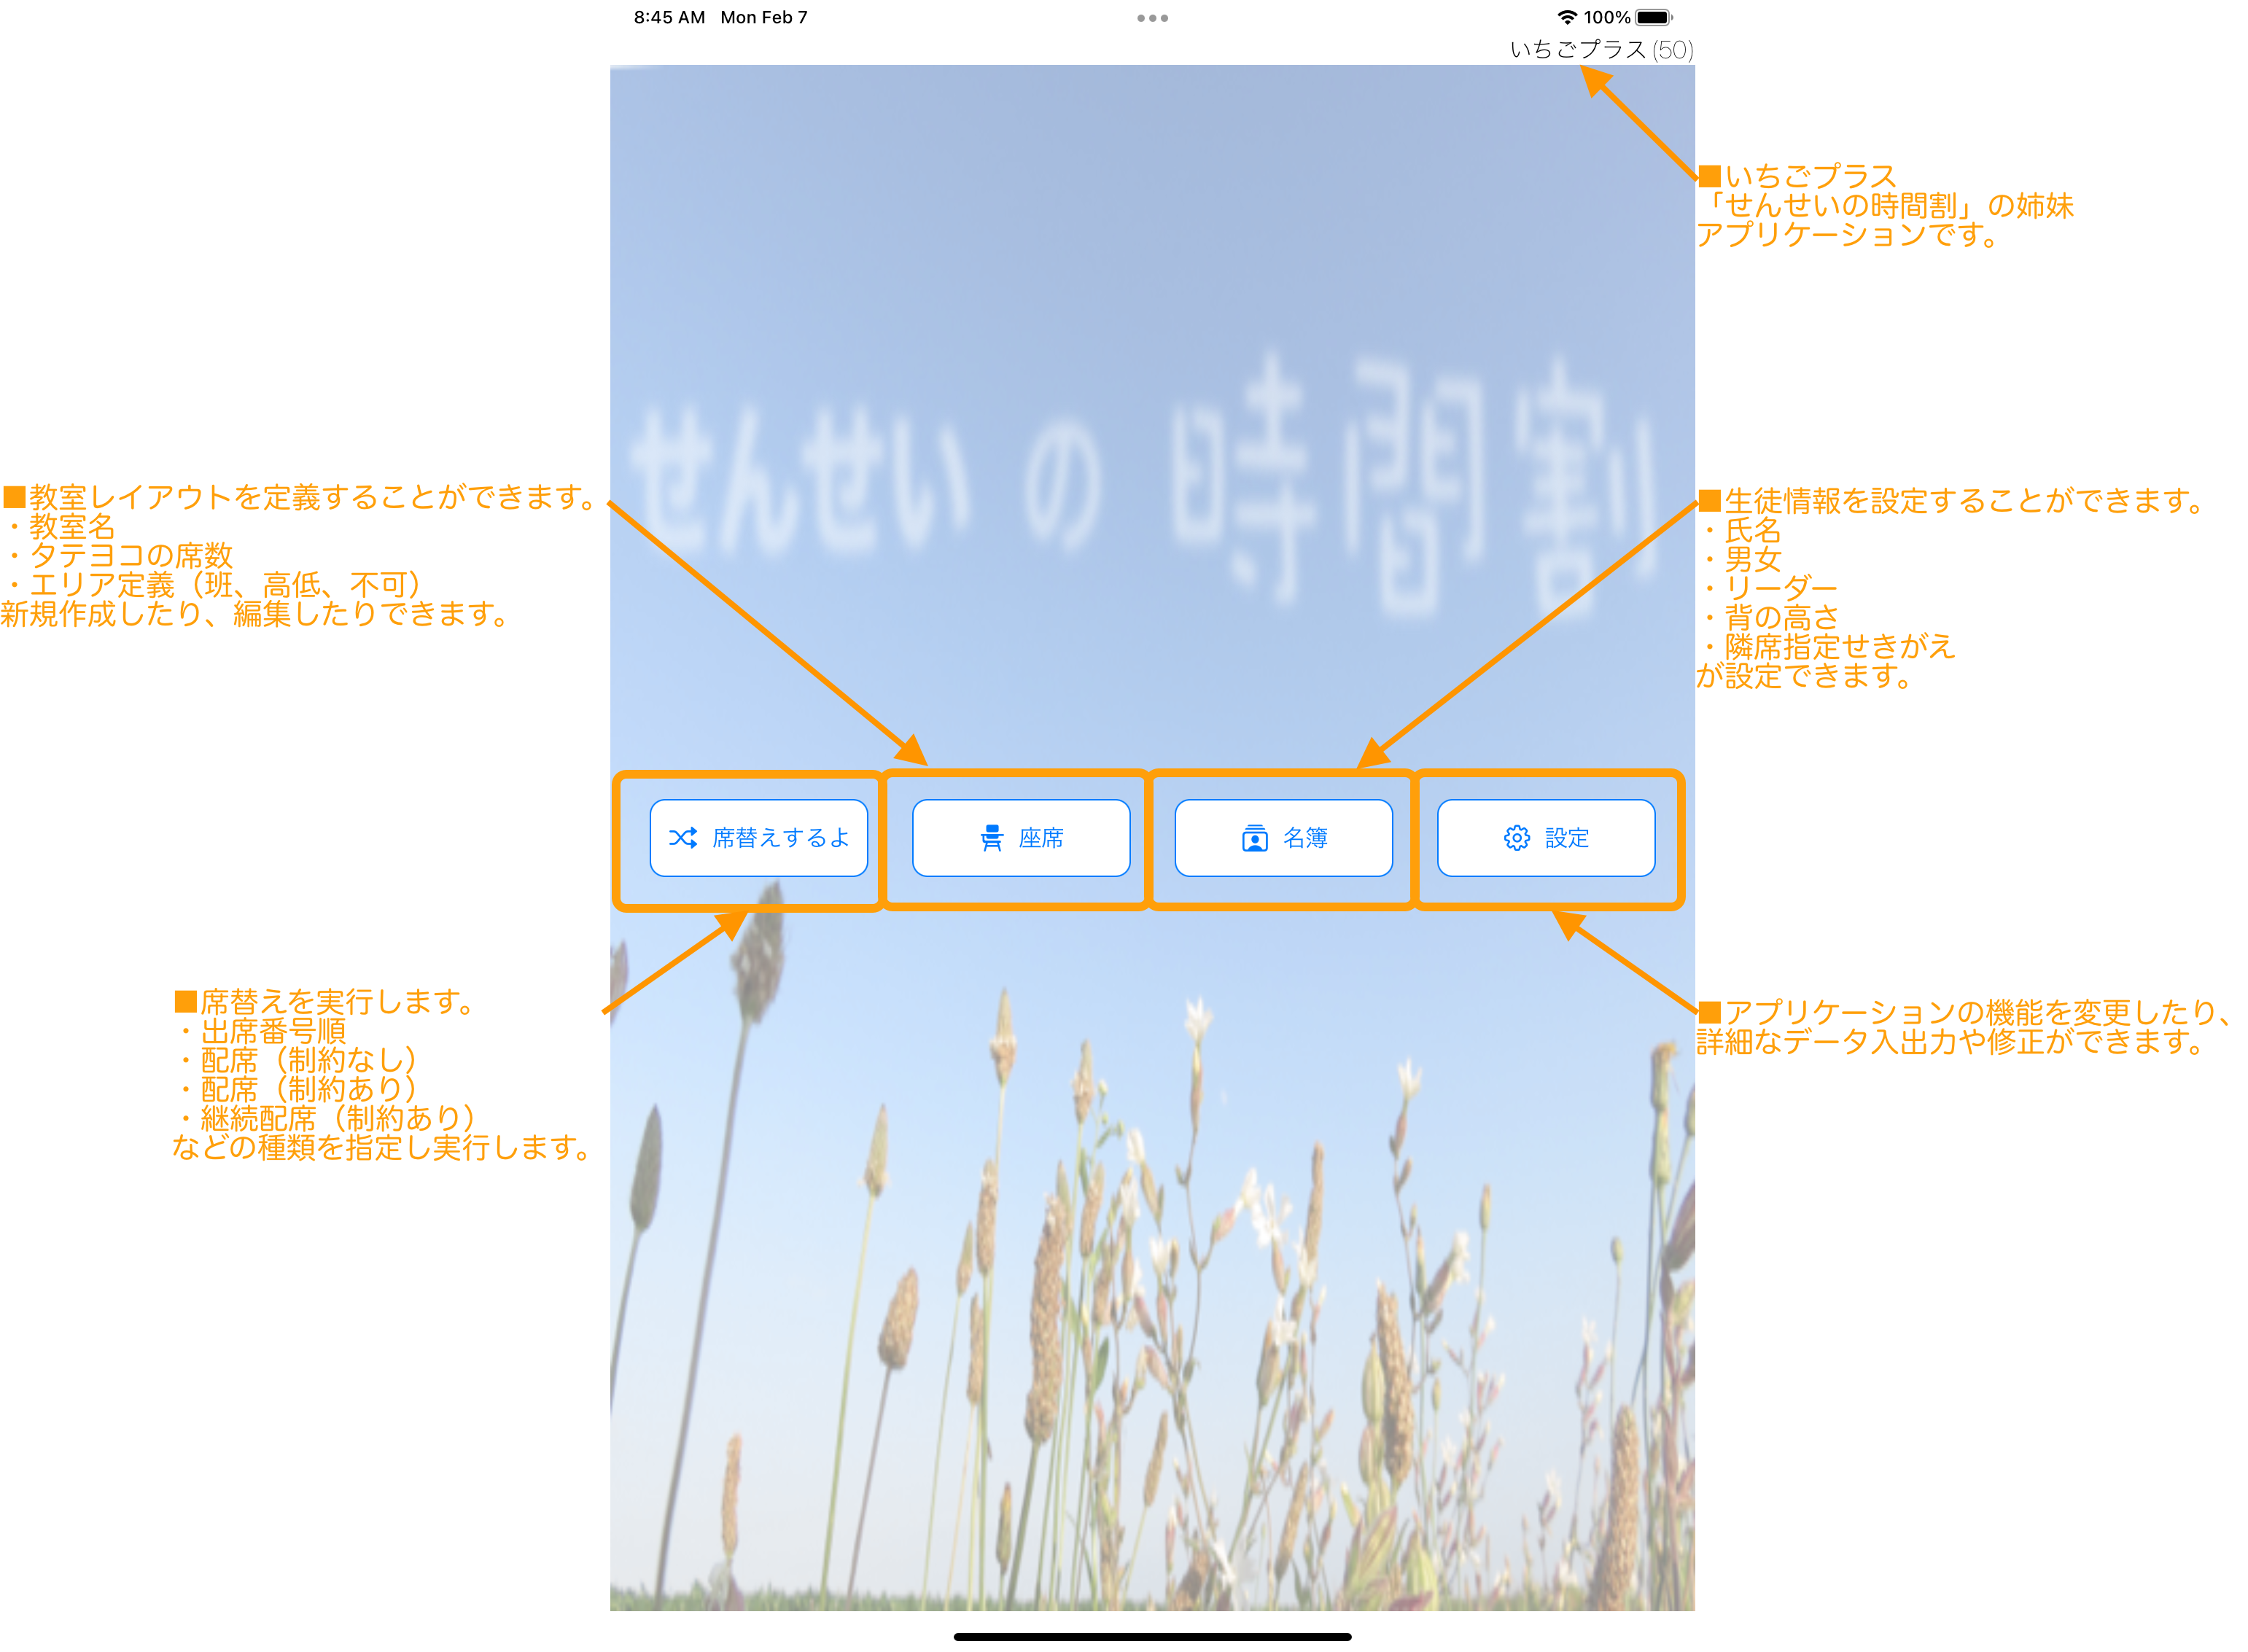 8:45 AM Mon Feb 7
100%
いちごプラス(50)
■いちごプラス
「せんせいの時間割」の姉妹
アプリケーションです。
せんせいの時間割
■教室レイアウトを定義することができます。
・教室名
・タテヨコの席数
・エリア定義（班、高低、不可）
新規作成したり、編集したりできます。
■生徒情報を設定することができます。
・氏名
・男女
・リーダー
・背の高さ
・隣席指定せきがえ
が設定できます。
席替えするよ
座席
名簿
設定
■席替えを実行します。
・出席番号順
・配席（制約なし）
・配席（制約あり）
・継続配席（制約あり）
などの種類を指定し実行します。
■アプリケーションの機能を変更したり、
詳細なデータ入出力や修正ができます。